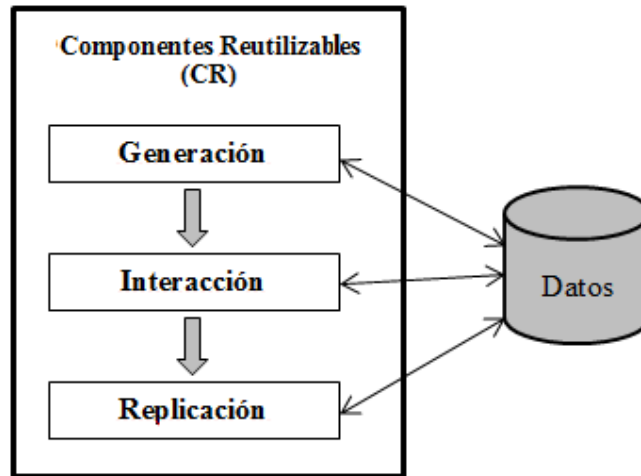 Componentes Reutilizables
(CR)
Generación
Interacción
Datos
Replicación